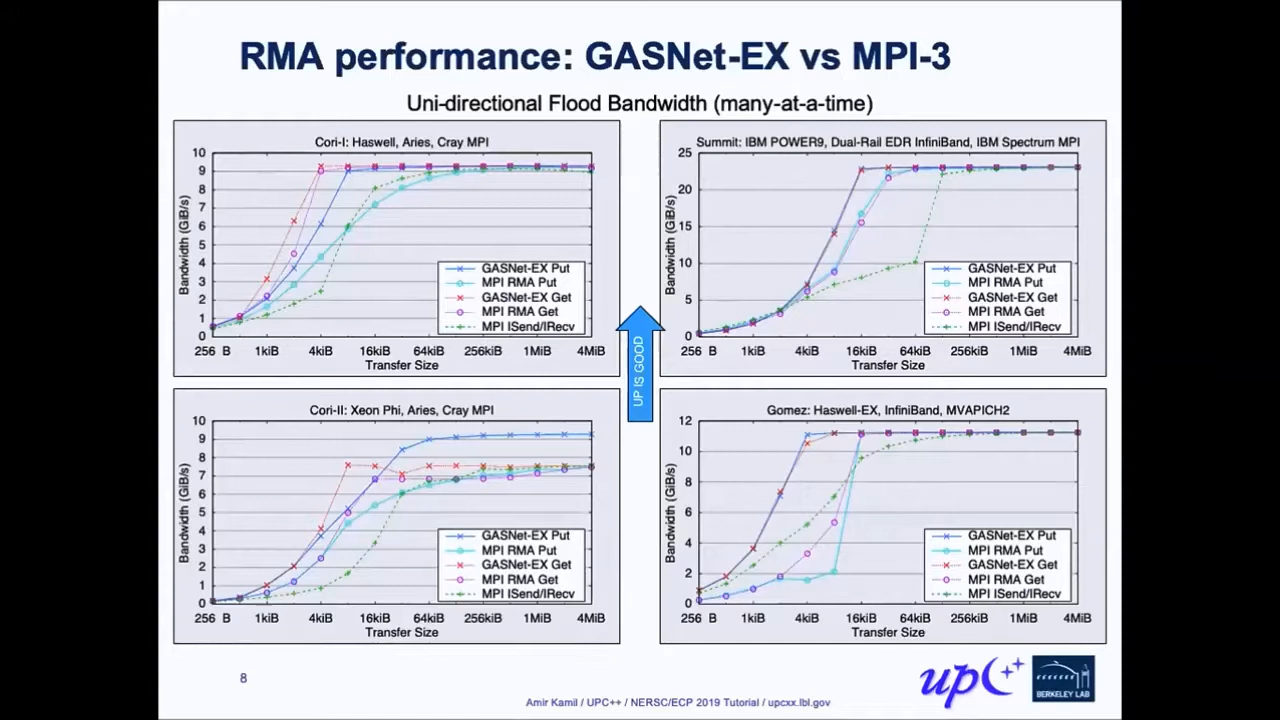 RMA performance: GASNet-EX vs MPI-3
Uni-directional Flood Bandwidth (many-at-a-time)
Cori-I: Haswell, Aries, Cray MPI
10
9
8
7
6
5
4
3
2
1
0
Bandwidth (GiB/s)
GASNet-EX Put
MPI RMA Put
GASNet-EX Get
MPI RMA Get
MPI ISend/IRecv
256 B 1kiB 4kiB 16kiB 64kiB 256kiB 1MiB 4MiB
Transfer Size
Summit: IBM POWER9, Dual-Rail EDR InfiniBand, IBM Spectrum MPI
25
20
15
10
5
0
Bandwidth (GiB/s)
GASNet-EX Put
MPI RMA Put
GASNet-EX Get
MPI RMA Get
MPI ISend/IRecv
256 B 1kiB 4kiB 16kiB 64kiB 256kiB 1MiB 4MiB
Transfer Size
UP IS GOOD
Cori-II: Xeon Phi, Aries, Cray MPI
10
9
8
7
6
5
4
3
2
1
0
Bandwidth (GiB/s)
GASNet-EX Put
MPI RMA Put
GASNet-EX Get
MPI RMA Get
MPI ISend/IRecv
256 B 1kiB 4kiB 16kiB 64kiB 256kiB 1MiB 4MiB
Transfer Size
Gomez: Haswell-EX, InfiniBand, MVAPICH2
12
10
8
6
4
2
0
Bandwidth (GiB/s)
GASNet-EX Put
MPI RMA Put
GASNet-EX Get
MPI RMA Get
MPI ISend/IRecv
256 B 1kiB 4kiB 16kiB 64kiB 256kiB 1MiB 4MiB
Transfer Size
8
Amir Kamil / UPC++ / NERSC/ECP 2019 Tutorial / upcxx.lbl.gov
upC++
BERKELEY LAB